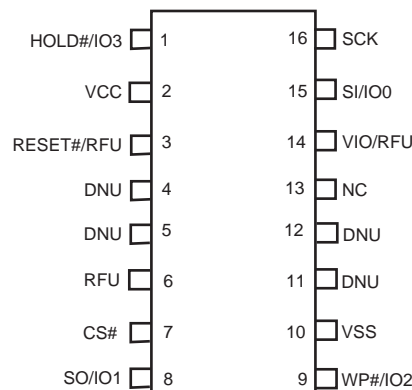 HOLD#/IO3 1 16 SCK
VCC 2 15 SI/IO0
RESET#/RFU 3 14 VIO/RFU
DNU 4 13 NC
DNU 5 12 DNU
RFU 6 11 DNU
CS# 7 10 VSS
SO/IO1 8 9 WP#/IO2